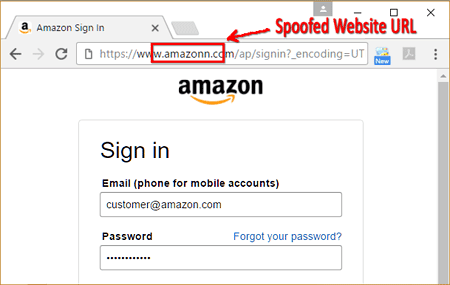 Spoofed Website URL
Amazon Sign In
https://www.amazonn.com/ap/signin?_encoding=UT
New
amazon
Sign in
Email (phone for mobile accounts)
customer@amazon.com
Password Forgot your password?
••••••••••••